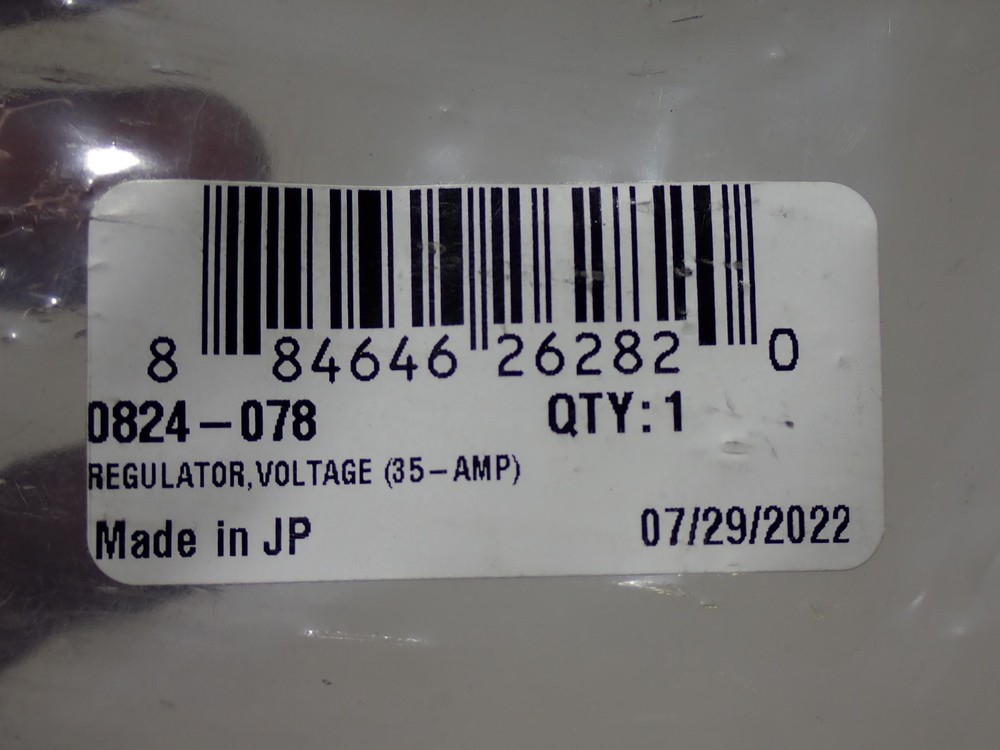 8 84646 26282 0
0824-078 QTY:1
REGULATOR,VOLTAGE (35-AMP)
Made in JP 07/29/2022